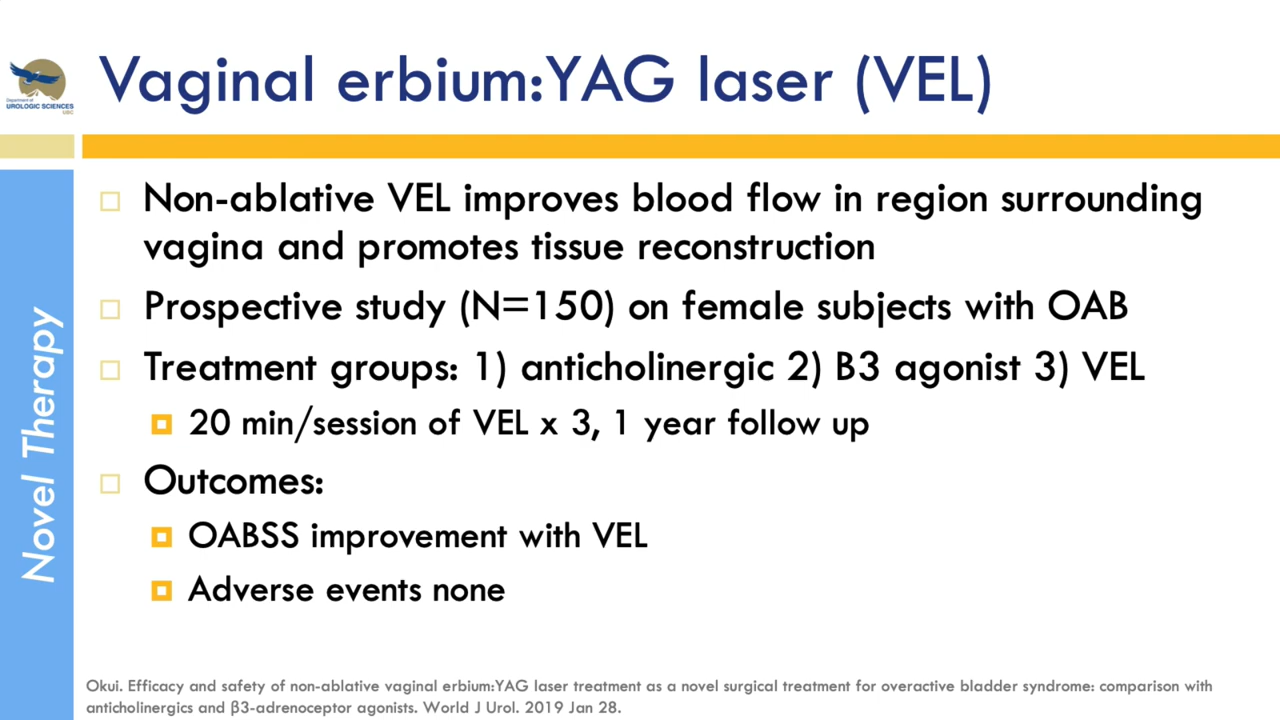 Department of
UROLOGIC SCIENCES
UBC
Vaginal erbium:YAG laser (VEL)
Novel Therapy
Non-ablative VEL improves blood flow in region surrounding
vagina and promotes tissue reconstruction
Prospective study (N=150) on female subjects with OAB
Treatment groups: 1) anticholinergic 2) B3 agonist 3) VEL
20 min/session of VEL x 3, 1 year follow up
Outcomes:
OABSS improvement with VEL
Adverse events none
Okui. Efficacy and safety of non-ablative vaginal erbium:YAG laser treatment as a novel surgical treatment for overactive bladder syndrome: comparison with
anticholinergics and β3-adrenoceptor agonists. World J Urol. 2019 Jan 28.